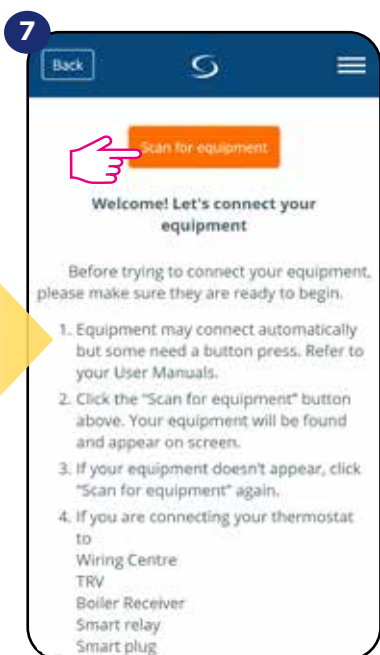 7
Back
Scan for equipment
Welcome! Let's connect your
equipment
Before trying to connect your equipment,
please make sure they are ready to begin.
1. Equipment may connect automatically
but some need a button press. Refer to
your User Manuals.
2. Click the "Scan for equipment" button
above. Your equipment will be found
and appear on screen.
3. If your equipment doesn't appear, click
"Scan for equipment" again.
4. If you are connecting your thermostat
to
Wiring Centre
TRV
Boiler Receiver
Smart relay
Smart plug